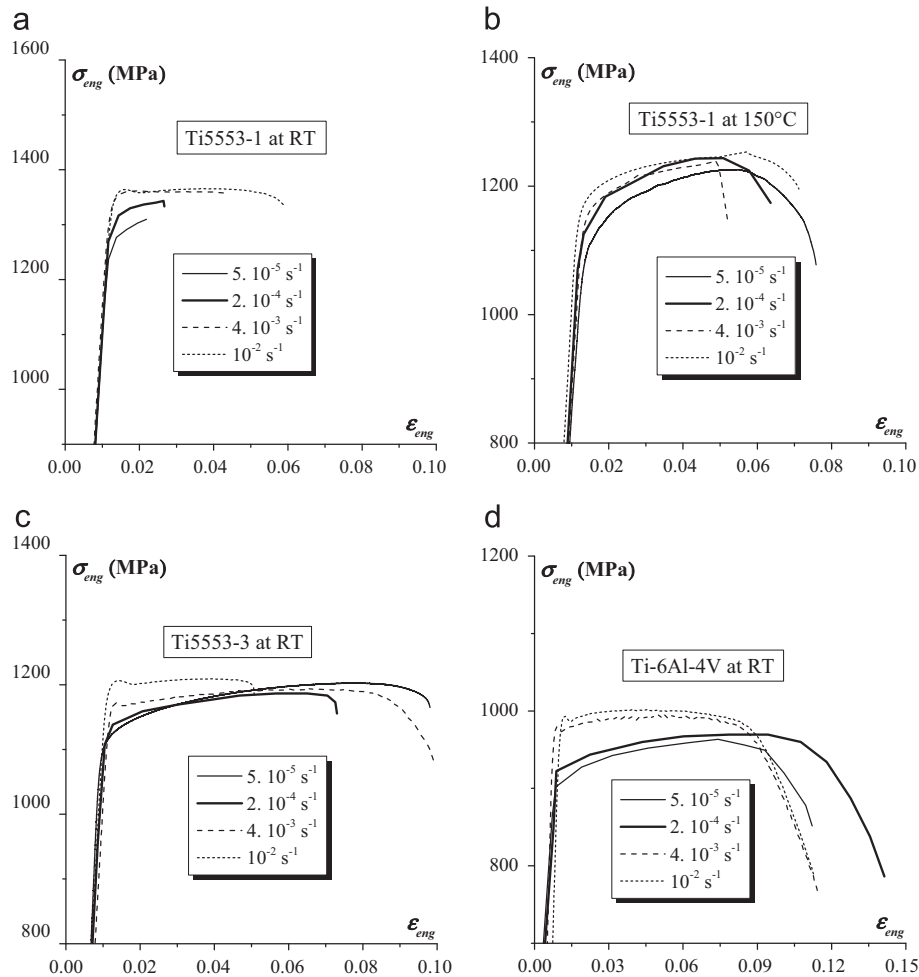 a
1600
σeng (MPa)
1400
Ti5553-1 at RT
1200
5. 10⁻⁵ s⁻¹
2. 10⁻⁴ s⁻¹
4. 10⁻³ s⁻¹
10⁻² s⁻¹
1000
εeng
0.00 0.02 0.04 0.06 0.08 0.10
b
1400
σeng (MPa)
Ti5553-1 at 150°C
1200
5. 10⁻⁵ s⁻¹
2. 10⁻⁴ s⁻¹
4. 10⁻³ s⁻¹
10⁻² s⁻¹
1000
εeng
800
0.00 0.02 0.04 0.06 0.08 0.10
c
1400
σeng (MPa)
Ti5553-3 at RT
1200
5. 10⁻⁵ s⁻¹
2. 10⁻⁴ s⁻¹
4. 10⁻³ s⁻¹
10⁻² s⁻¹
1000
εeng
800
0.00 0.02 0.04 0.06 0.08 0.10
d
1200
σeng (MPa)
Ti-6Al-4V at RT
1000
5. 10⁻⁵ s⁻¹
2. 10⁻⁴ s⁻¹
4. 10⁻³ s⁻¹
10⁻² s⁻¹
800
εeng
0.00 0.03 0.06 0.09 0.12 0.15